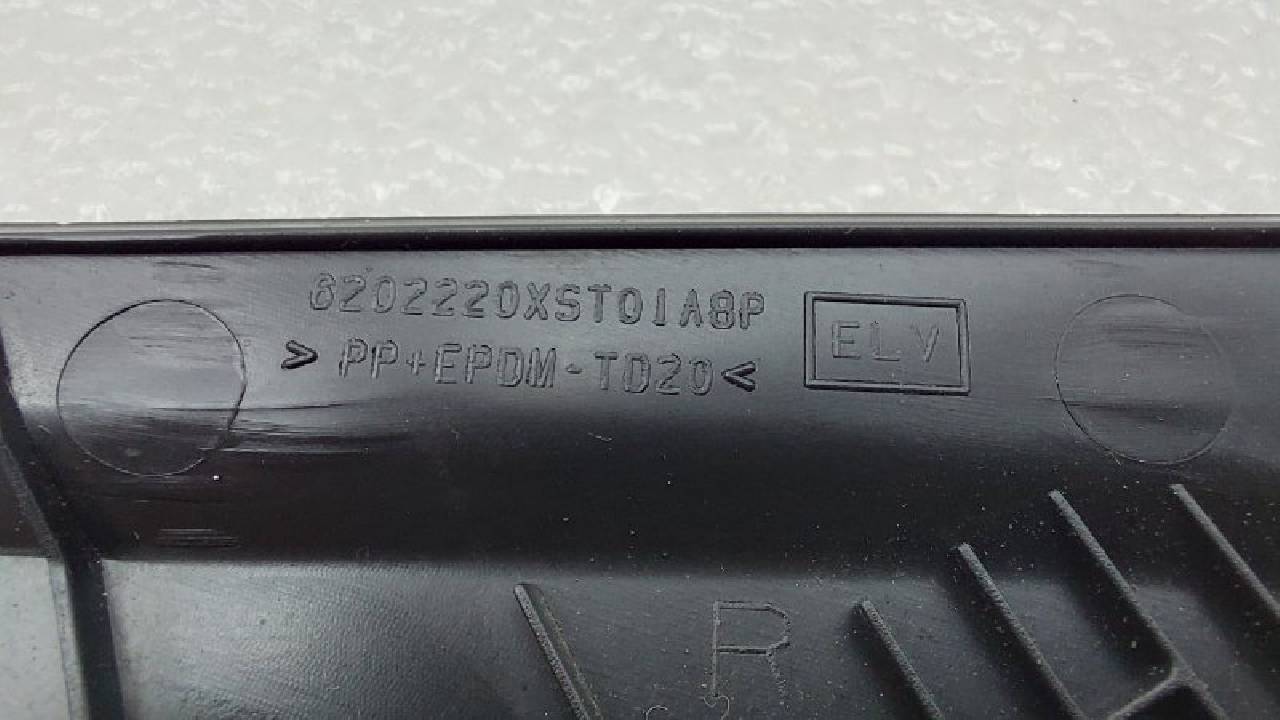 6202220XST01A8P
> PP+EPDM-TD20 <
ELV
R